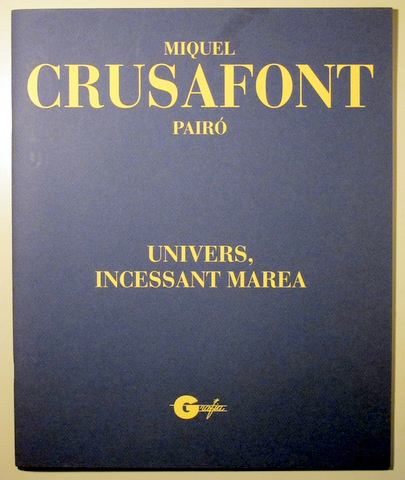 MIQUEL
CRUSAFONT
PAIRÓ
UNIVERS,
INCESSANT MAREA